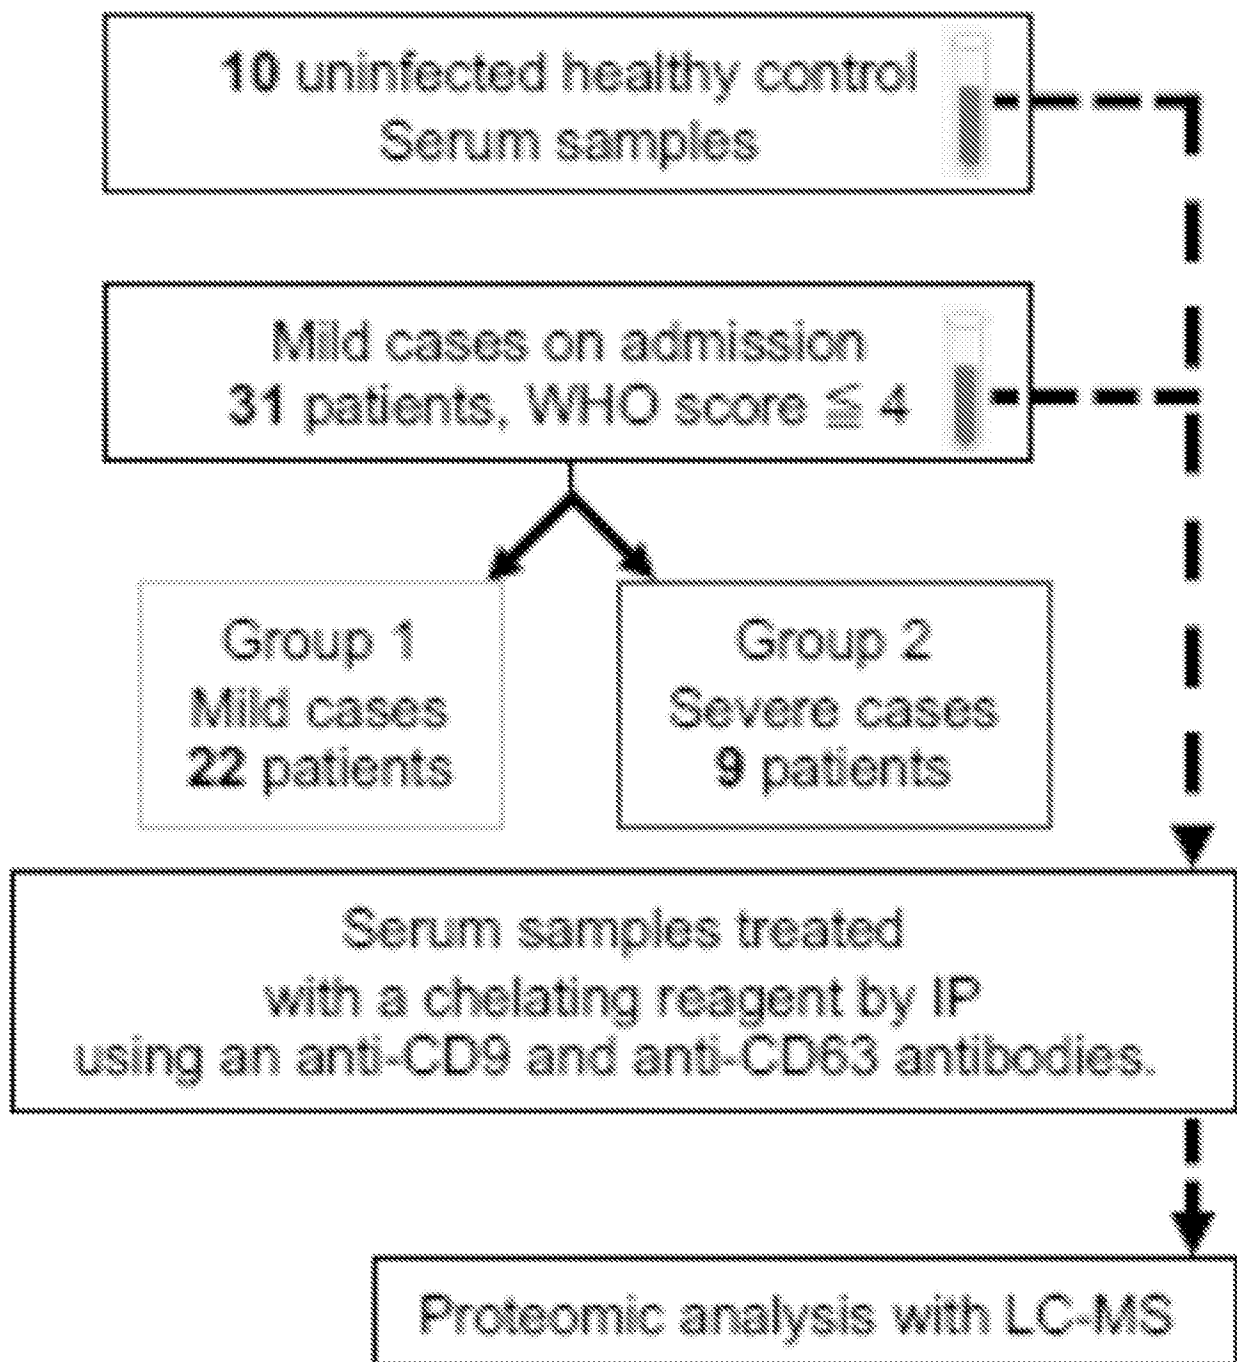 10 uninfected healthy control
Serum samples
Mild cases on admission
31 patients, WHO score ≦ 4
Group 1
Mild cases
22 patients
Group 2
Severe cases
9 patients
Serum samples treated
with a chelating reagent by IP
using an anti-CD9 and anti-CD63 antibodies.
Proteomic analysis with LC-MS